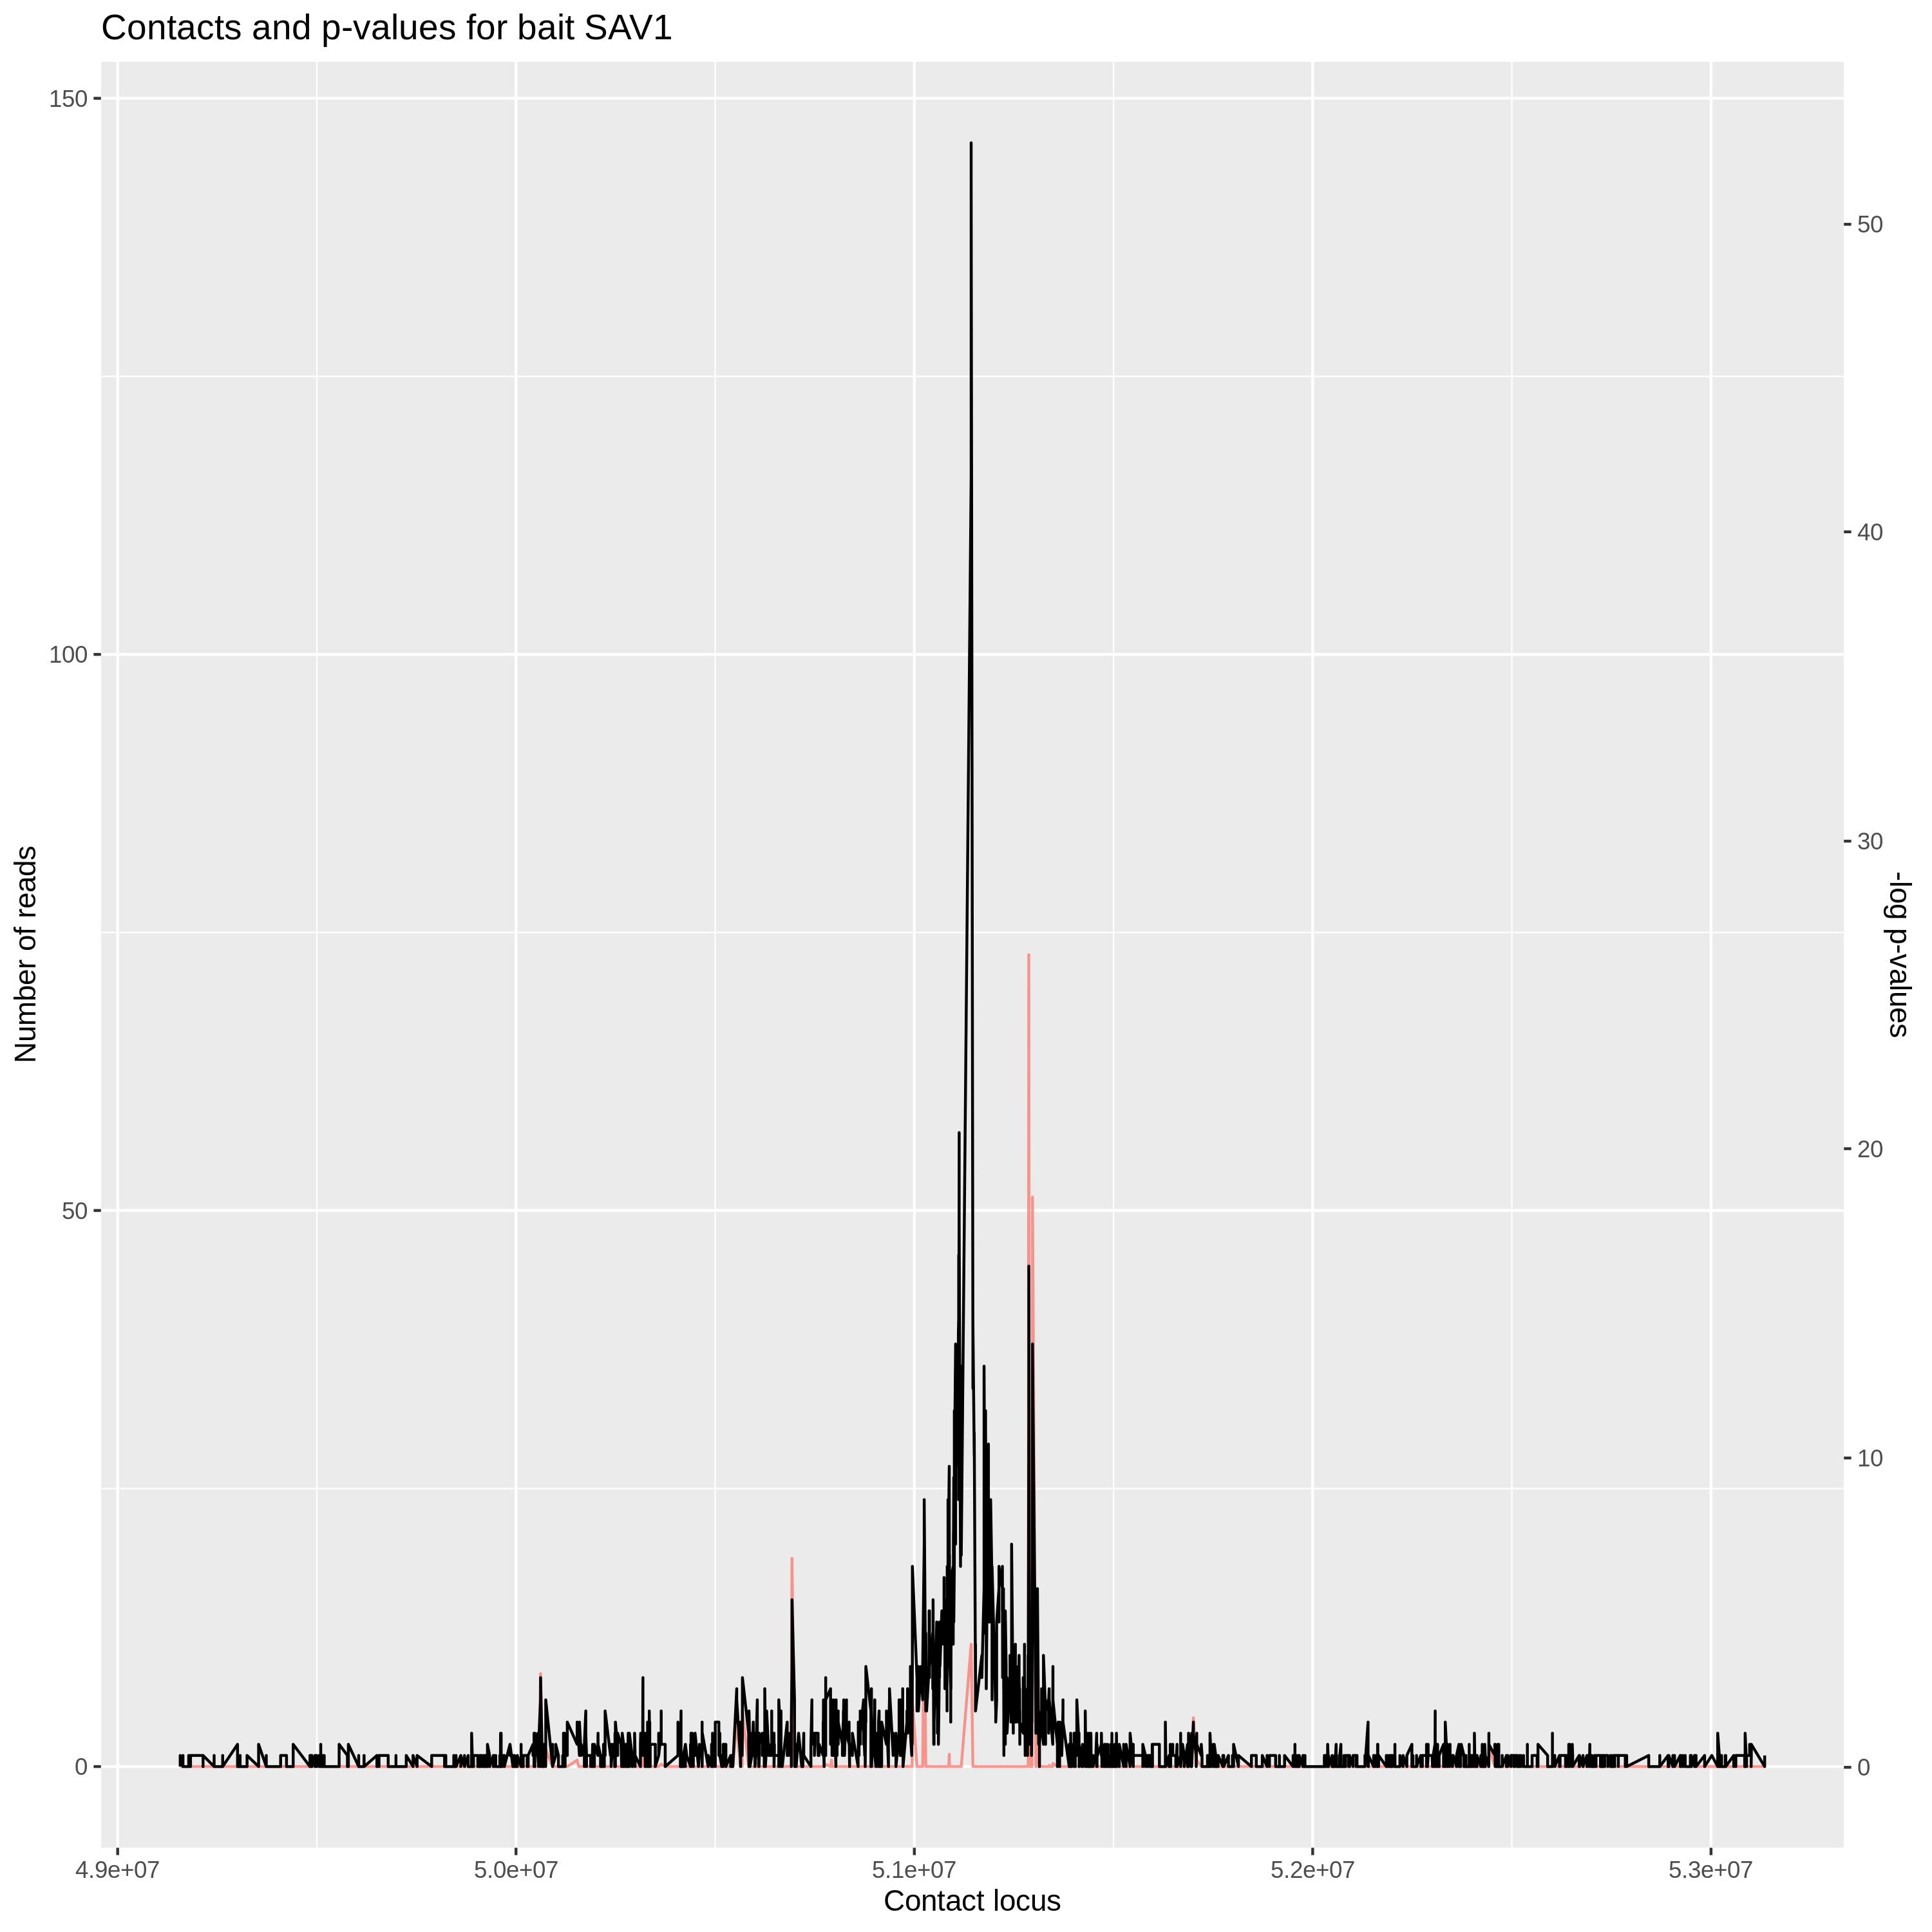 Contacts and p-values for bait SAV1
150
100
50
0
50
40
30
20
10
0
Number of reads
-log p-values
4.9e+07
5.0e+07
5.1e+07
5.2e+07
5.3e+07
Contact locus